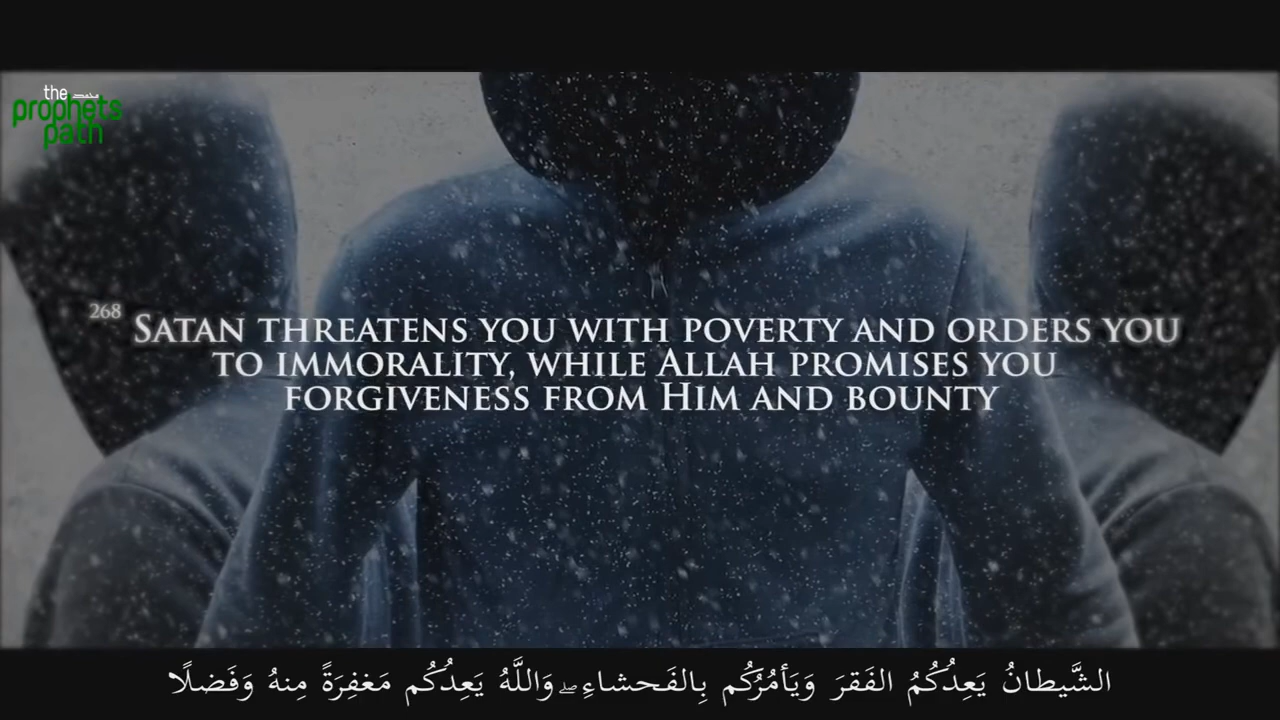 the
prophets
path
268 Satan threatens you with poverty and orders you
to immorality, while Allah promises you
forgiveness from Him and bounty
الشَّيطانُ يَعِدُكُمُ الفَقرَ وَيَأمُرُكُم بِالفَحشاءِ ۖ وَاللَّهُ يَعِدُكُم مَغفِرَةً مِنهُ وَفَضلًا